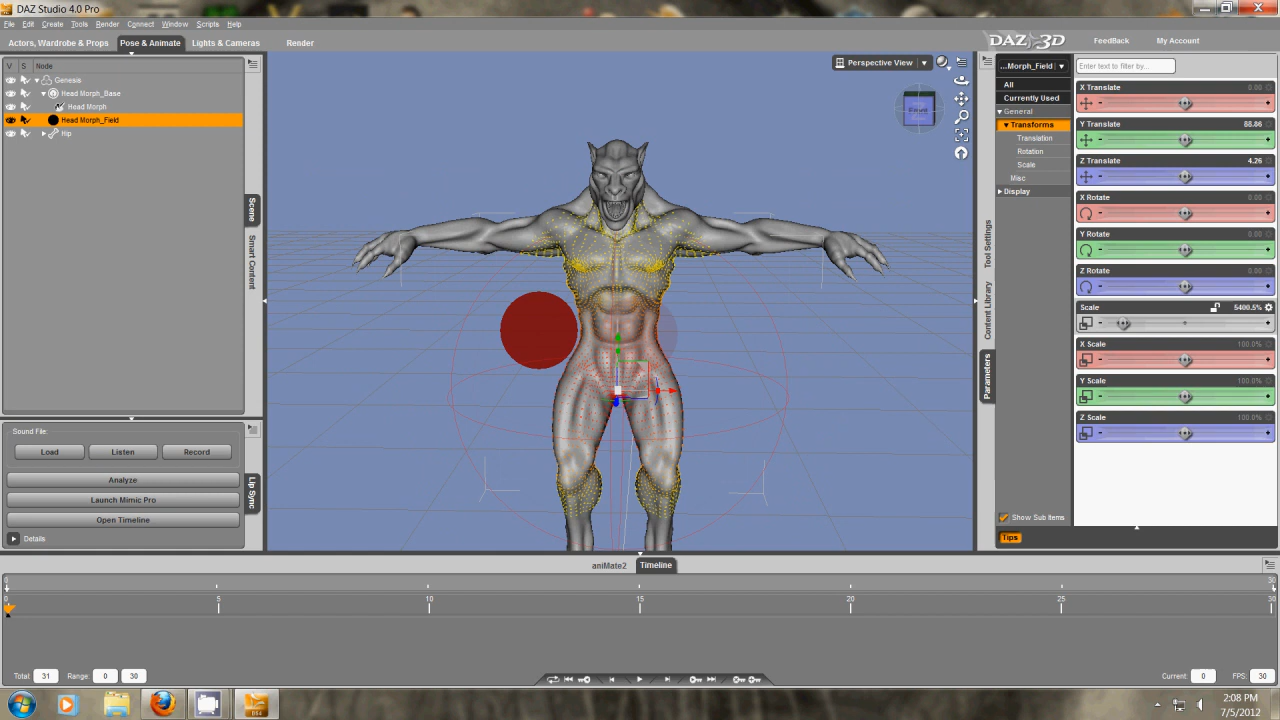 DAZ Studio 4.0 Pro
File Edit Create Tools Render Connect Window Scripts Help
Actors, Wardrobe & Props Pose & Animate Lights & Cameras Render
DAZ 3D FeedBack My Account
V S Node
Genesis
Head Morph_Base
Head Morph
Head Morph_Field
Hip
Scene
Smart Content
Sound File:
Load Listen Record
Analyze
Launch Mimic Pro
Open Timeline
Details
Lip Sync
Perspective View
Tool Settings
Content Library
Parameters
...Morph_Field
All
Currently Used
General
Transforms
Translation
Rotation
Scale
Misc
Display
Show Sub Items
Tips
Enter text to filter by...
X Translate 0.00
Y Translate 88.86
Z Translate 4.26
X Rotate 0.00
Y Rotate 0.00
Z Rotate 0.00
Scale 5400.5%
X Scale 100.0%
Y Scale 100.0%
Z Scale 100.0%
aniMate2 Timeline
0 30
0 5 10 15 20 25 30
Total: 31 Range: 0 30 Current: 0 FPS: 30
DS4
2:08 PM
7/5/2012